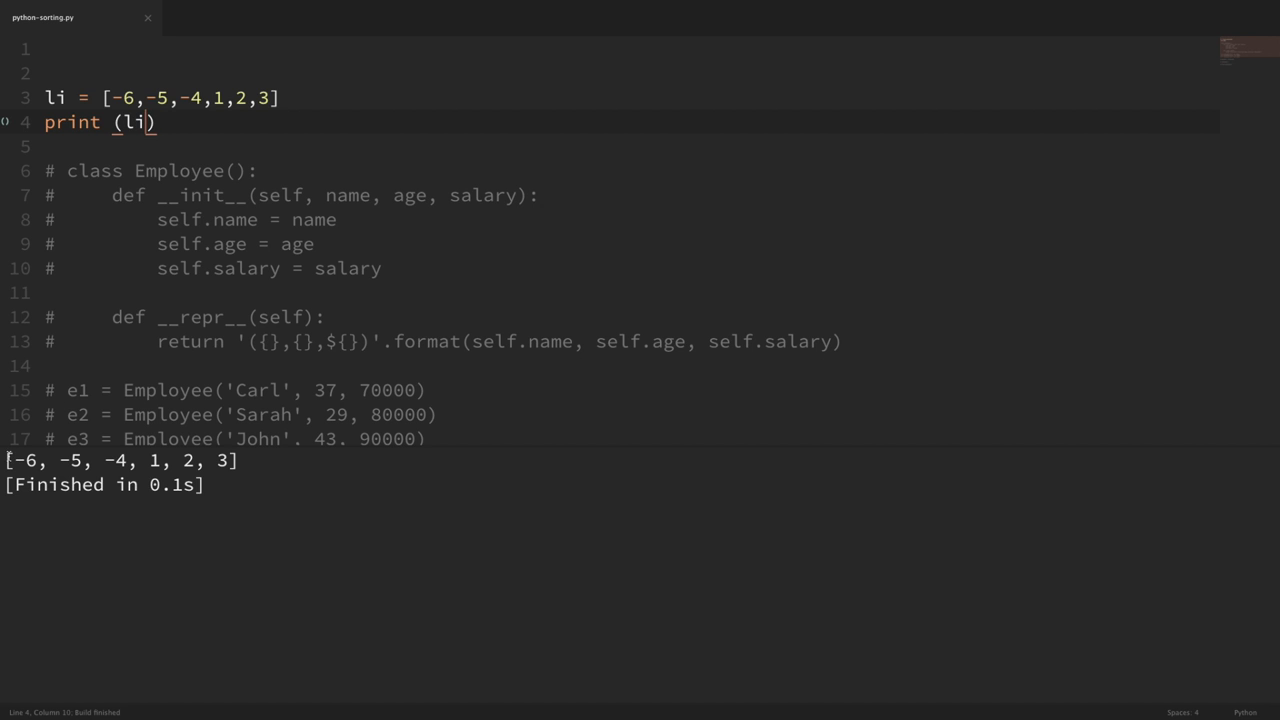 python-sorting.py ×
1
2
3 li = [-6,-5,-4,1,2,3]
() 4 print (li)
5
6 # class Employee():
7 #     def __init__(self, name, age, salary):
8 #         self.name = name
9 #         self.age = age
10 #         self.salary = salary
11
12 #     def __repr__(self):
13 #         return '({},{},${})'.format(self.name, self.age, self.salary)
14
15 # e1 = Employee('Carl', 37, 70000)
16 # e2 = Employee('Sarah', 29, 80000)
17 # e3 = Employee('John', 43, 90000)
[-6, -5, -4, 1, 2, 3]
[Finished in 0.1s]
Line 4, Column 10; Build finished Spaces: 4 Python